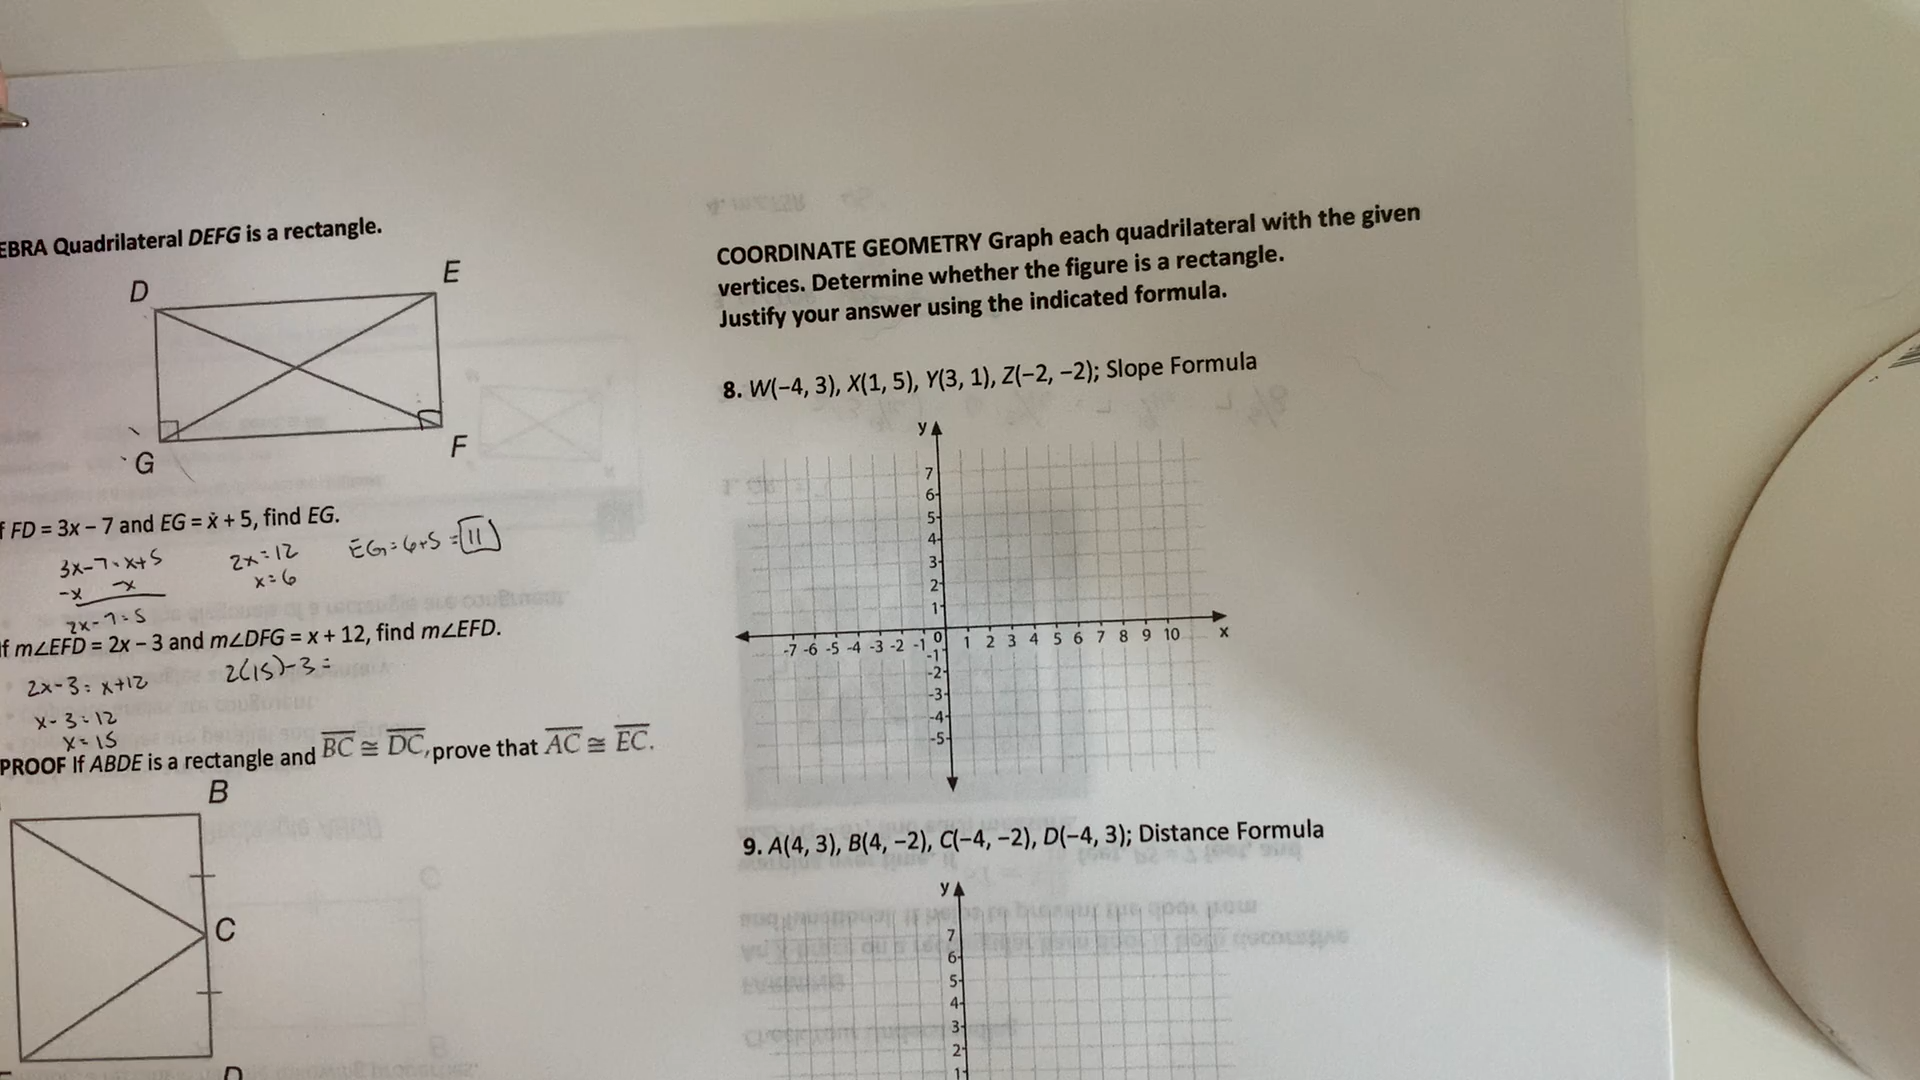 EBRA Quadrilateral DEFG is a rectangle.
D
E
G
F
f FD = 3x – 7 and EG = x + 5, find EG.
3x-7=x+5
-x -x
2x-7=5
2x=12
x=6
EG=6+5=11
If m∠EFD = 2x – 3 and m∠DFG = x + 12, find m∠EFD.
2x-3=x+12
x-3=12
x=15
2(15)-3=
PROOF If ABDE is a rectangle and BC ≅ DC, prove that AC ≅ EC.
B
C
D
COORDINATE GEOMETRY Graph each quadrilateral with the given
vertices. Determine whether the figure is a rectangle.
Justify your answer using the indicated formula.
8. W(–4, 3), X(1, 5), Y(3, 1), Z(–2, –2); Slope Formula
y
7
6
5
4
3
2
1
-7 -6 -5 -4 -3 -2 -1 0 1 2 3 4 5 6 7 8 9 10 x
-1
-2
-3
-4
-5
9. A(4, 3), B(4, –2), C(–4, –2), D(–4, 3); Distance Formula
y
7
6
5
4
3
2
1